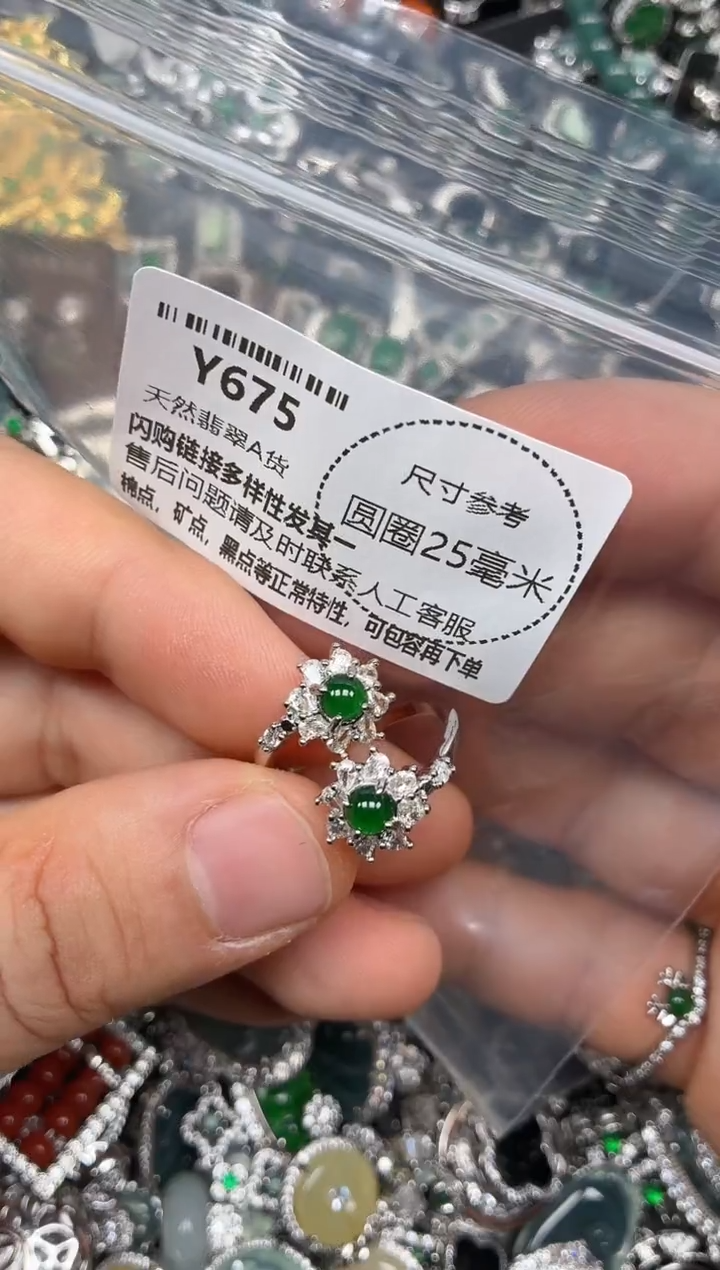 Y675
天然翡翠A货
闪购链接多样性发其一
售后问题请及时联系人工客服
棉点，矿点，黑点等正常特性，可包容再下单
尺寸参考
圆圈25毫米